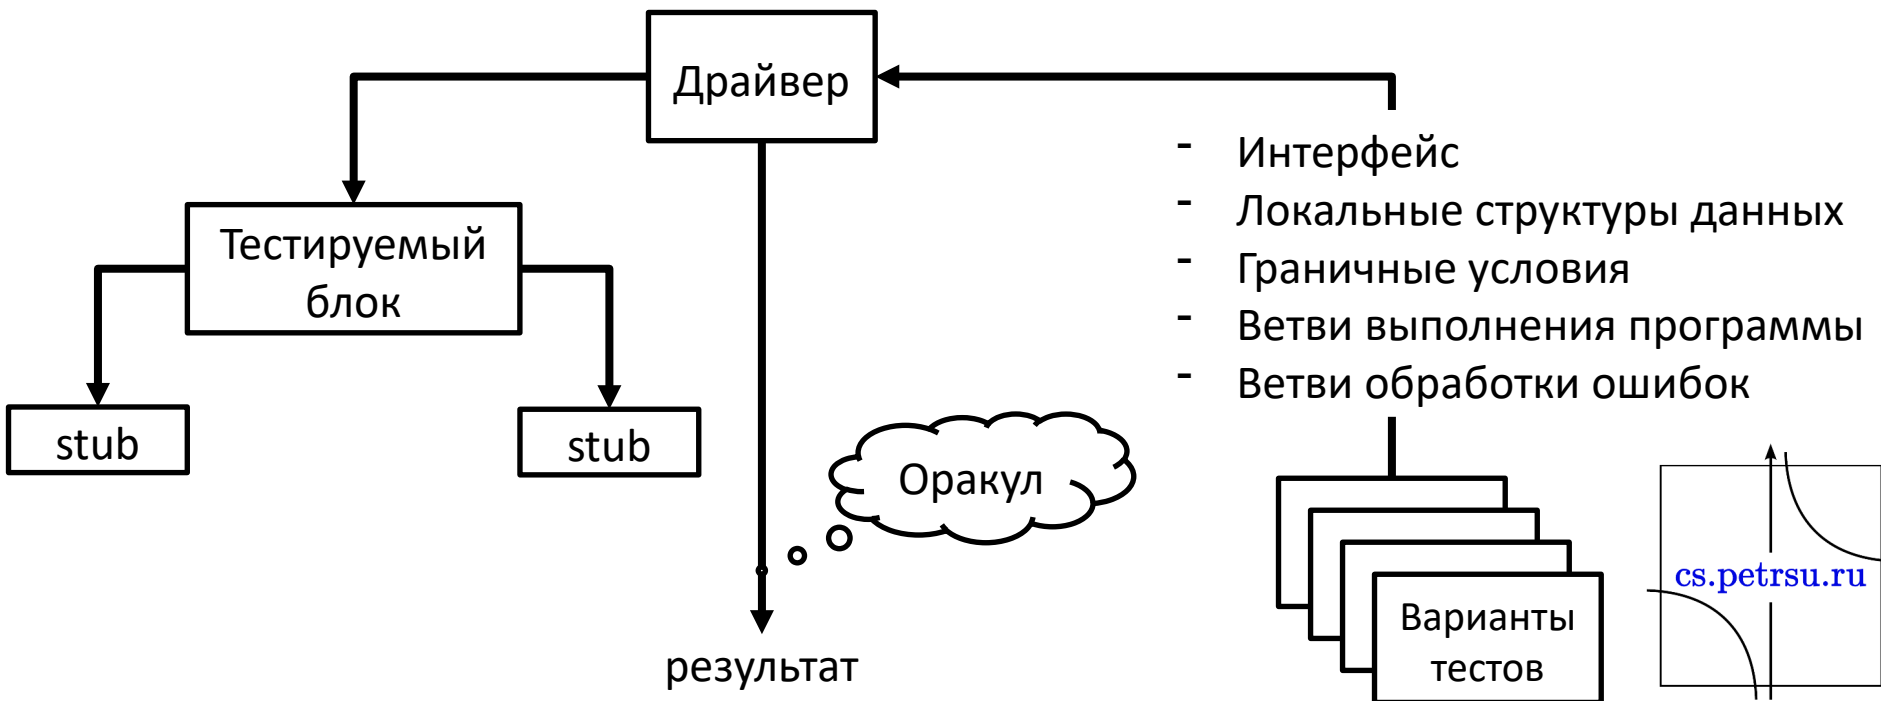 Драйвер
- Интерфейс
- Локальные структуры данных
- Граничные условия
- Ветви выполнения программы
- Ветви обработки ошибок
Тестируемый
блок
stub
stub
Оракул
результат
Варианты
тестов
cs.petrsu.ru